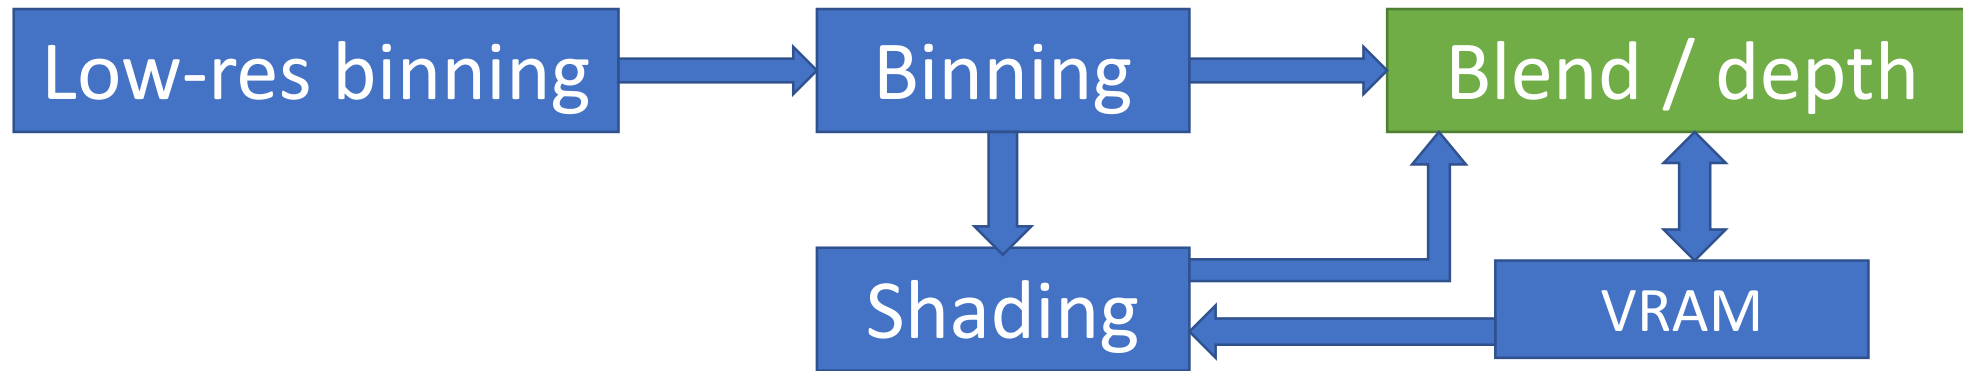 Low-res binning
Binning
Blend / depth
Shading
VRAM